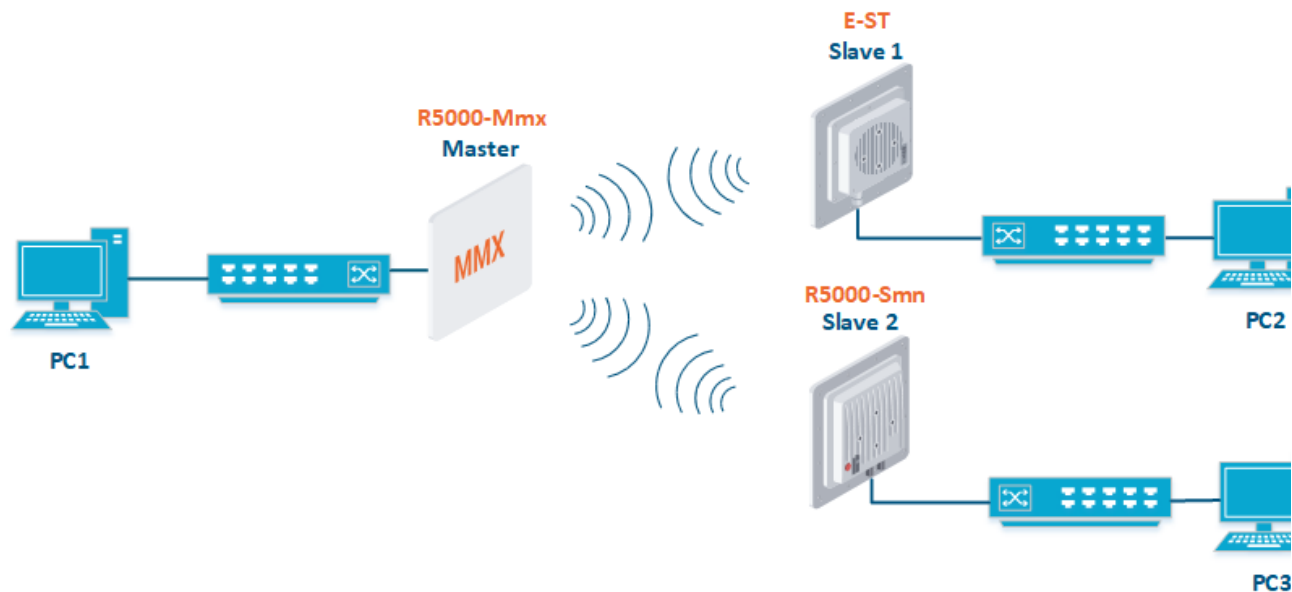 E-ST
Slave 1
R5000-Mmx
Master
MMX
PC1
PC2
R5000-Smn
Slave 2
PC3